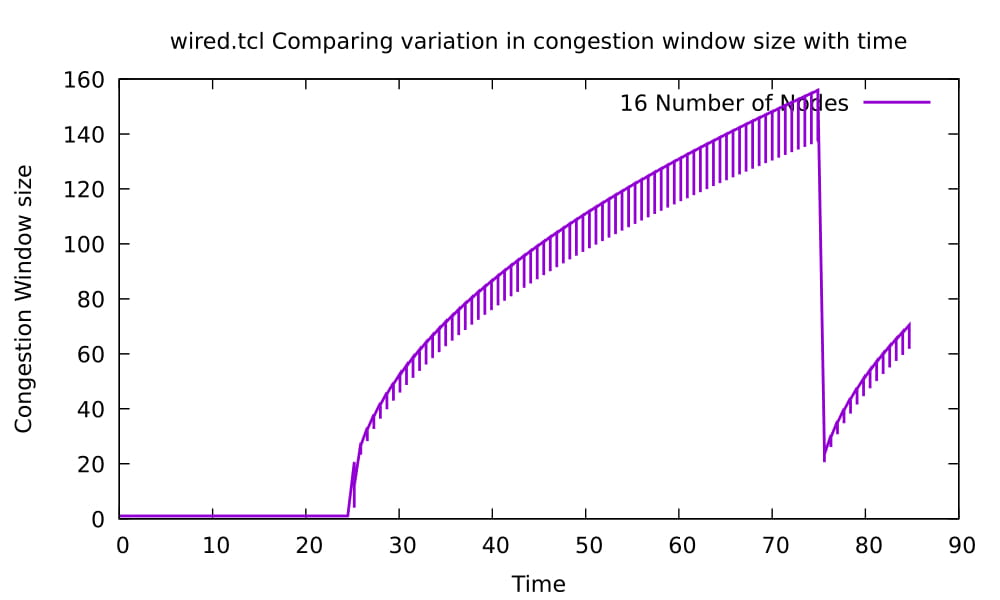 wired.tcl Comparing variation in congestion window size with time
16 Number of Nodes
Congestion Window size
160
140
120
100
80
60
40
20
0
0 10 20 30 40 50 60 70 80 90
Time